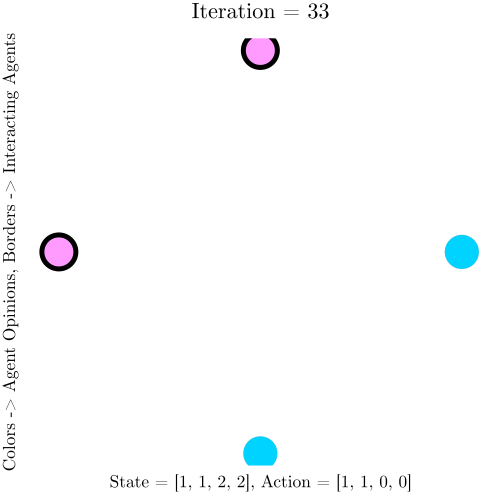 Iteration = 33
Colors -> Agent Opinions, Borders -> Interacting Agents
State = [1, 1, 2, 2], Action = [1, 1, 0, 0]